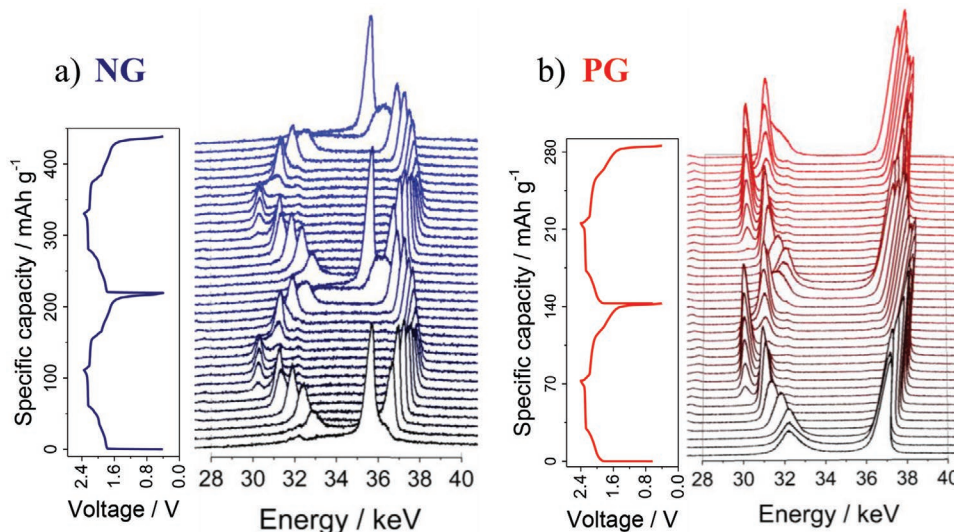 a) NG
Specific capacity / mAh g-1
400
300
200
100
0
2.4 1.6 0.8 0.0
Voltage / V
28 30 32 34 36 38 40
Energy / keV
b) PG
Specific capacity / mAh g-1
280
210
140
70
0
2.4 1.6 0.8 0.0
Voltage / V
28 30 32 34 36 38 40
Energy / keV